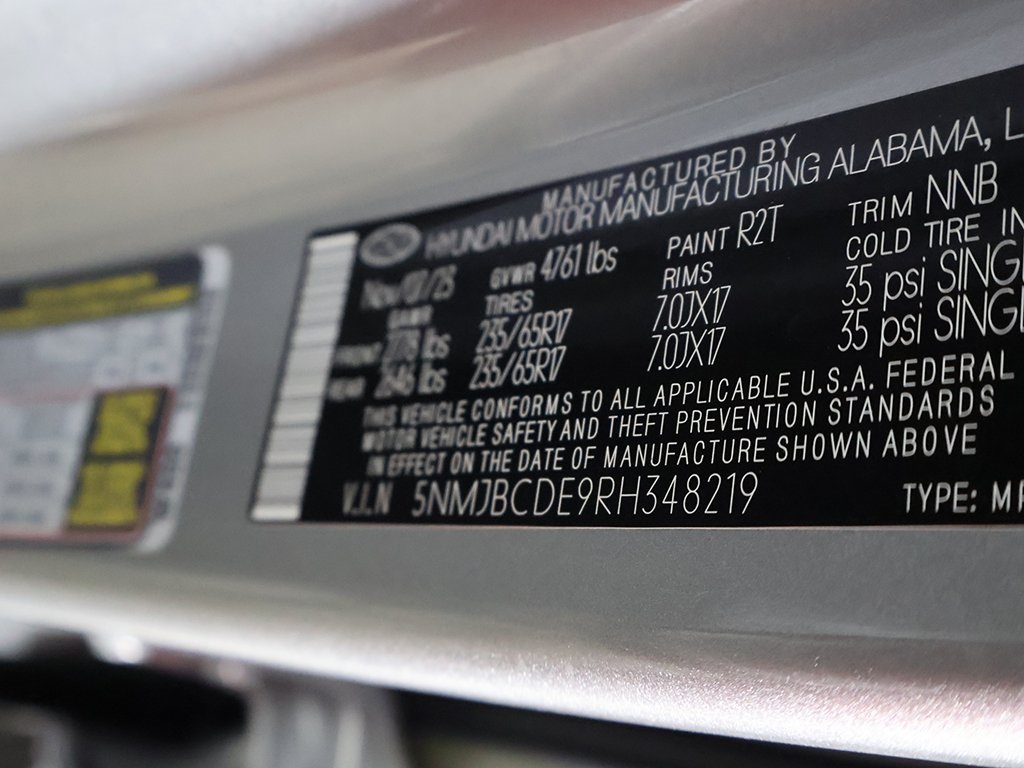 MANUFACTURED BY
HYUNDAI MOTOR MANUFACTURING ALABAMA, L
Nov/07/23 GVWR 4761 lbs PAINT R2T TRIM NNB
GAWR TIRES RIMS COLD TIRE IN
FRONT 2778 lbs 235/65R17 7.0JX17 35 psi SINGL
REAR 2646 lbs 235/65R17 7.0JX17 35 psi SINGL
THIS VEHICLE CONFORMS TO ALL APPLICABLE U.S.A. FEDERAL
MOTOR VEHICLE SAFETY AND THEFT PREVENTION STANDARDS
IN EFFECT ON THE DATE OF MANUFACTURE SHOWN ABOVE
V.I.N 5NMJBCDE9RH348219 TYPE: MP